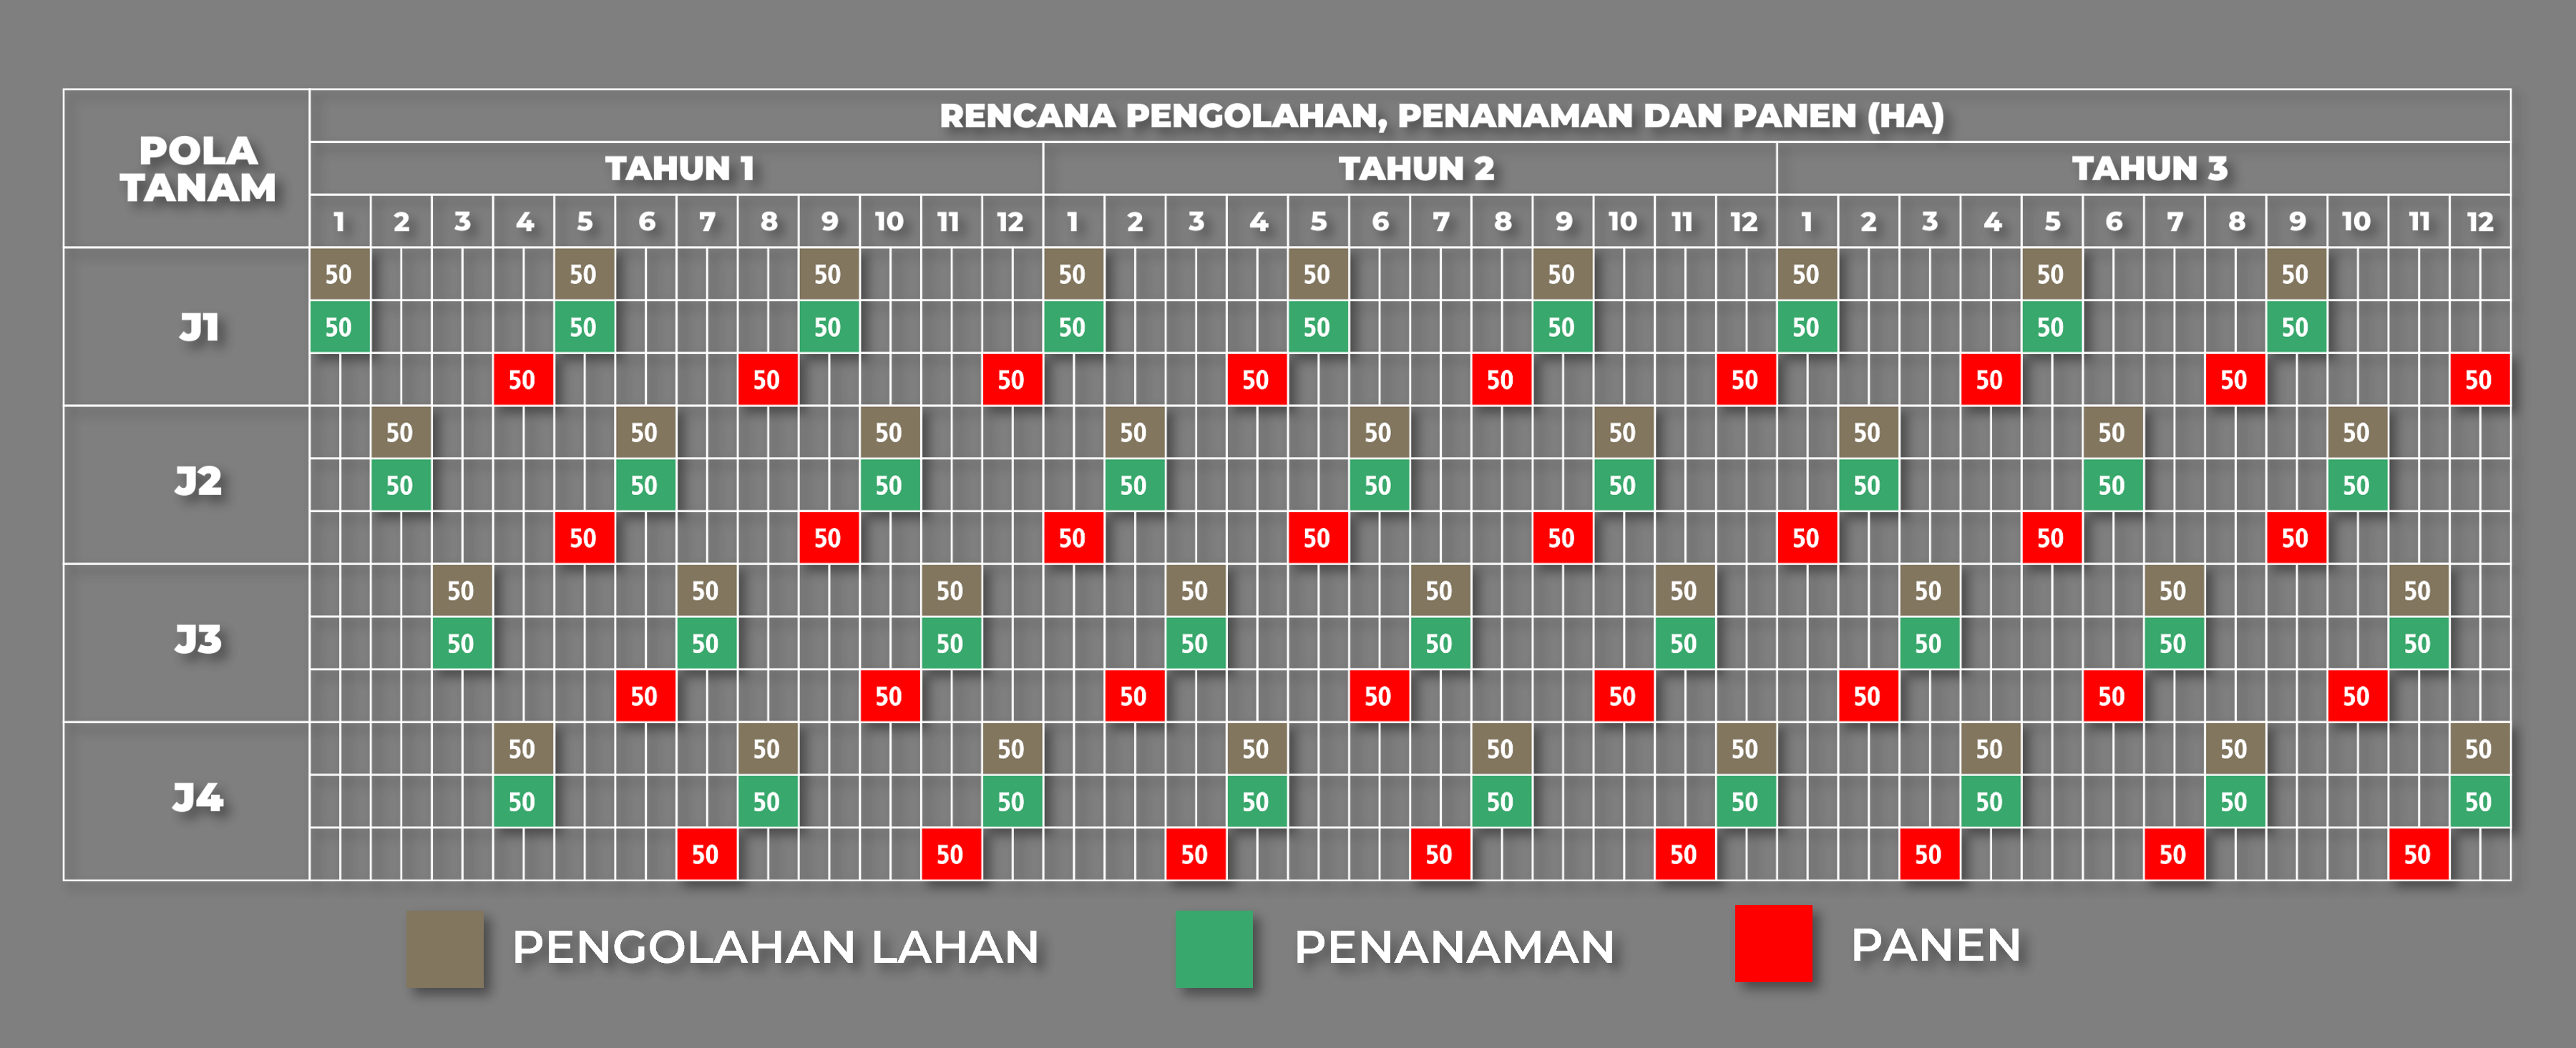 RENCANA PENGOLAHAN, PENANAMAN DAN PANEN (HA)
POLA
TANAM
TAHUN 1 TAHUN 2 TAHUN 3
1 2 3 4 5 6 7 8 9 10 11 12 1 2 3 4 5 6 7 8 9 10 11 12 1 2 3 4 5 6 7 8 9 10 11 12
50 50 50 50 50 50 50 50 50
J1
50 50 50 50 50 50 50 50 50
50 50 50 50 50 50 50 50 50
50 50 50 50 50 50 50 50 50
J2
50 50 50 50 50 50 50 50 50
50 50 50 50 50 50 50 50
50 50 50 50 50 50 50 50 50
J3
50 50 50 50 50 50 50 50 50
50 50 50 50 50 50 50 50
50 50 50 50 50 50 50 50 50
J4
50 50 50 50 50 50 50 50 50
50 50 50 50 50 50 50 50
PENGOLAHAN LAHAN PENANAMAN PANEN